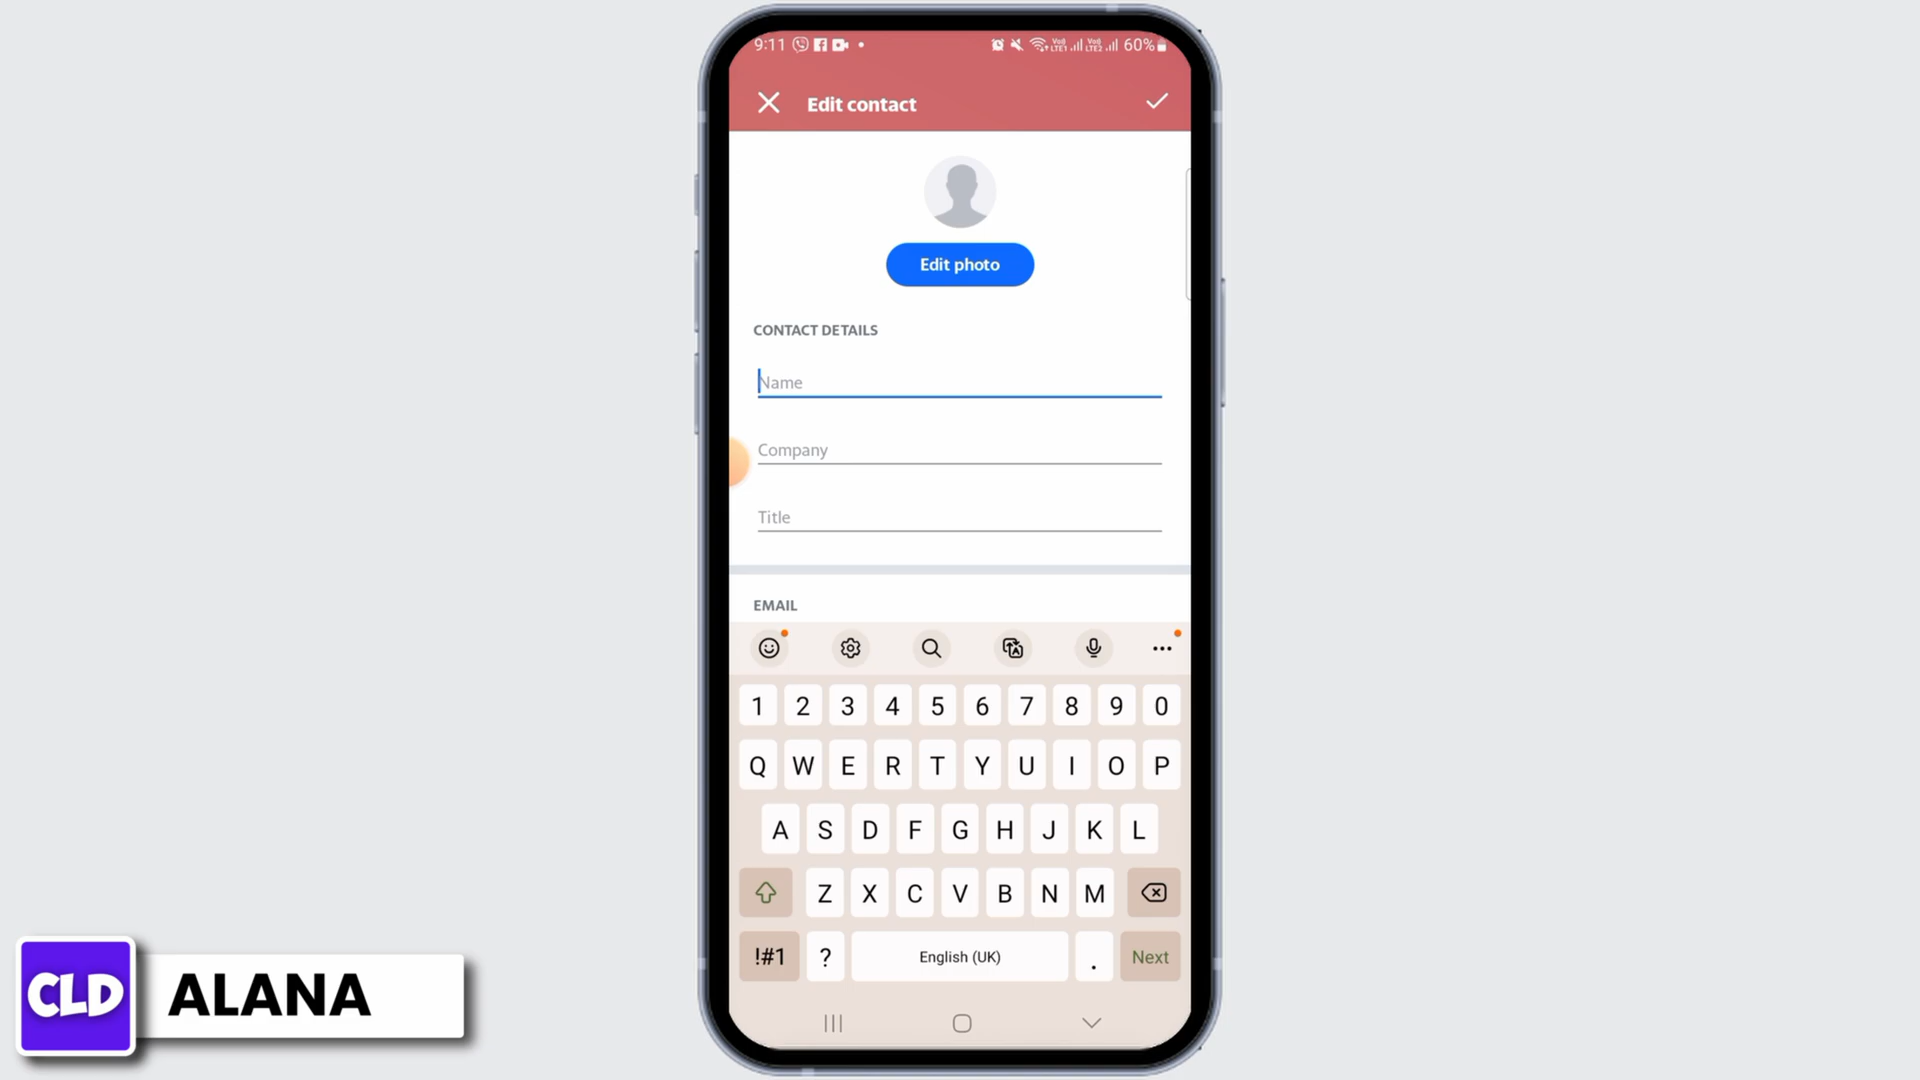 9:11 60%
Edit contact
Edit photo
CONTACT DETAILS
Name
Company
Title
EMAIL
1 2 3 4 5 6 7 8 9 0
Q W E R T Y U I O P
A S D F G H J K L
Z X C V B N M
!#1 ? English (UK) . Next
CLD ALANA